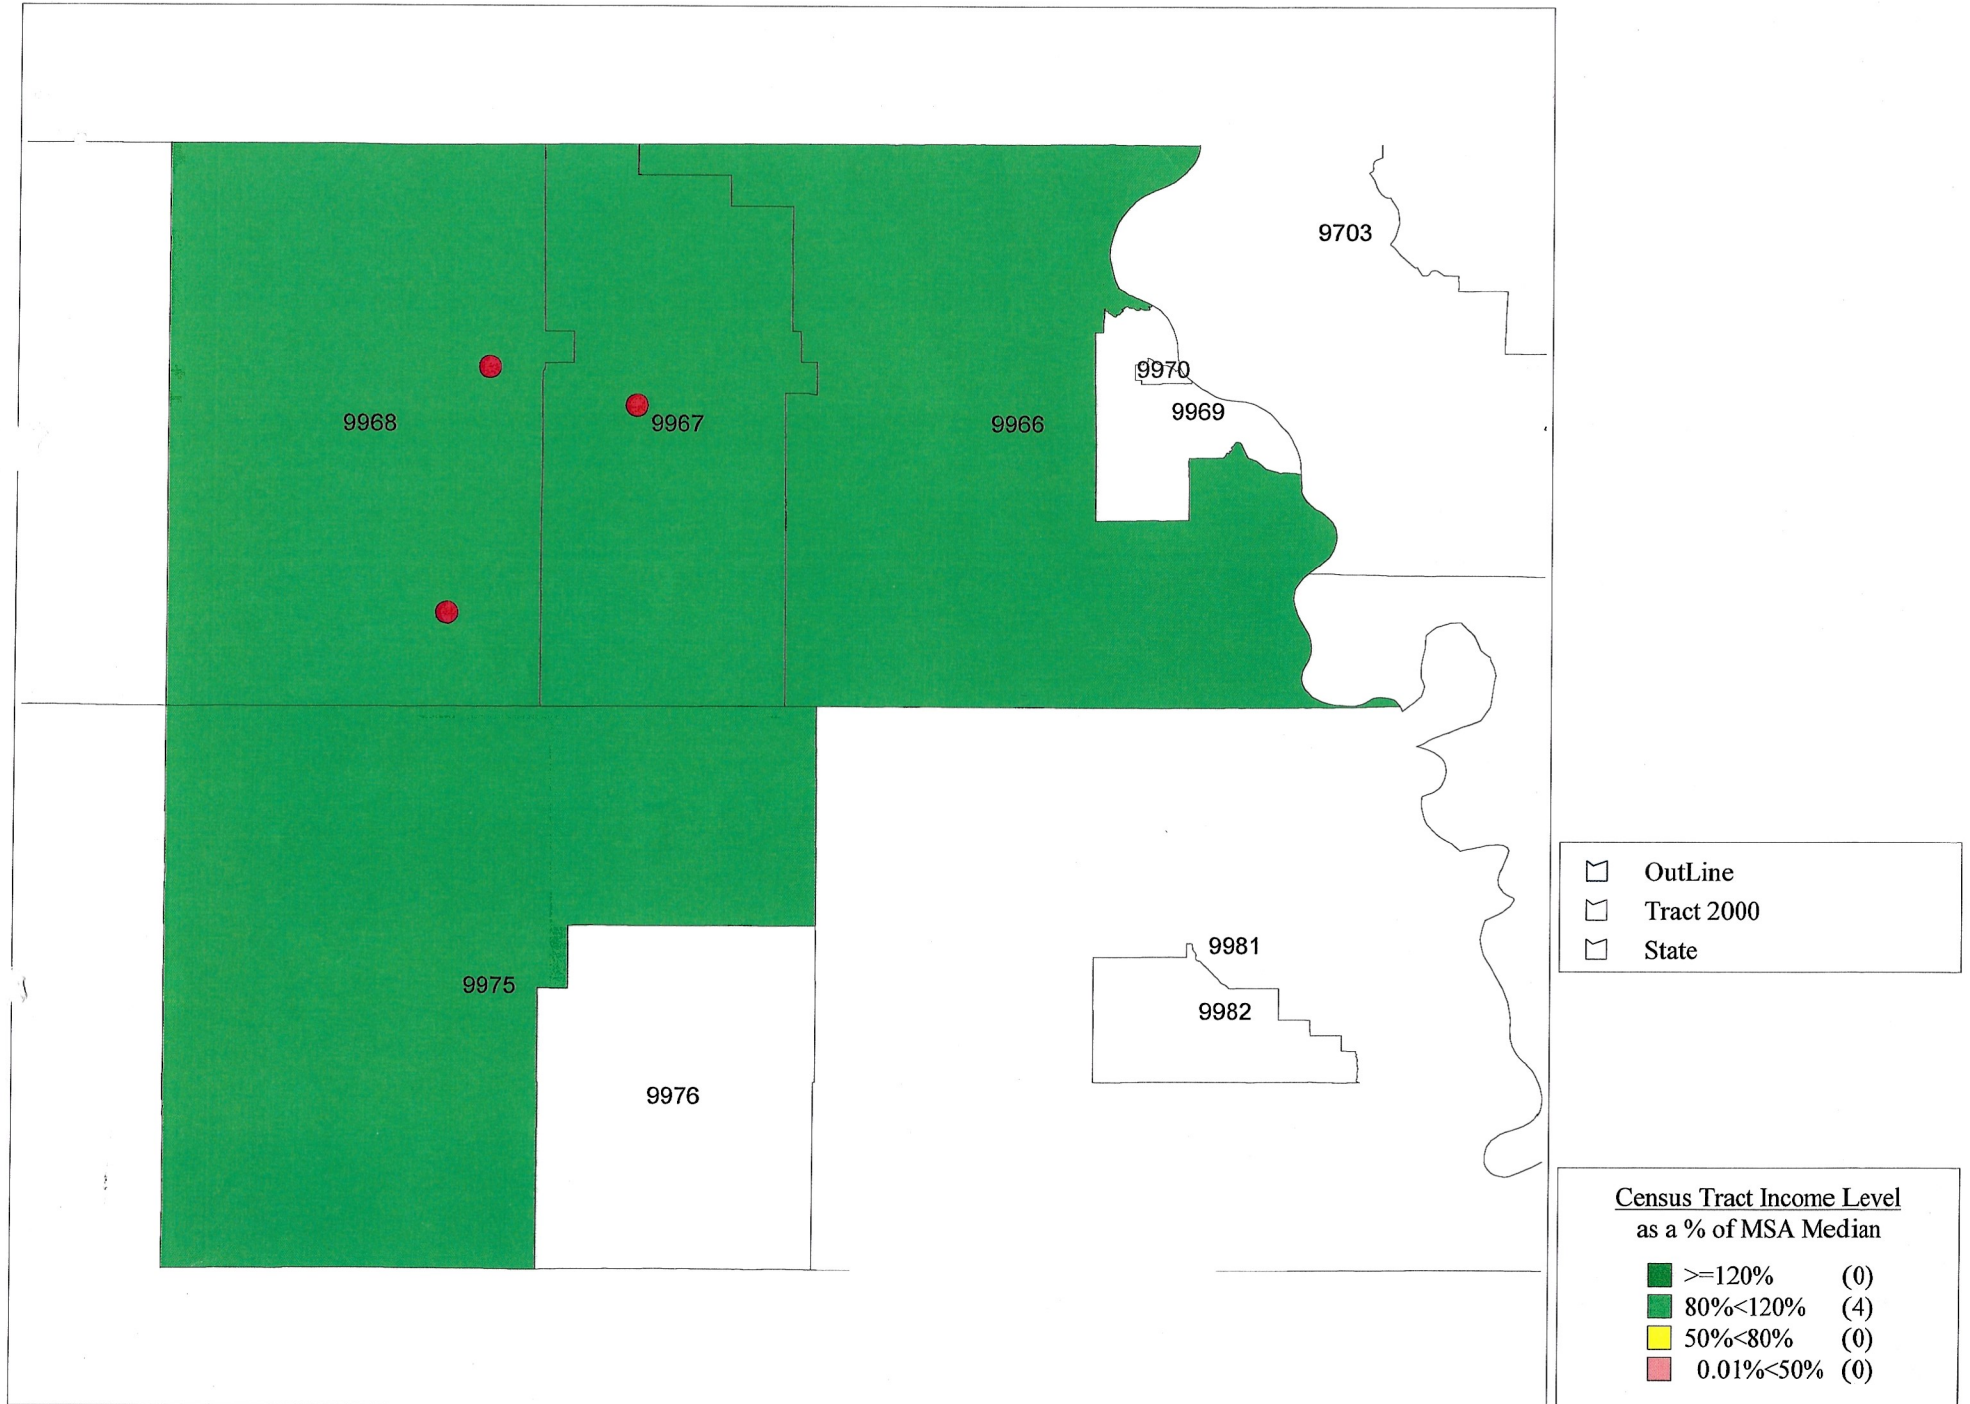 9703
9970
9969
9968
9967
9966
9981
9975
9982
9976
OutLine
Tract 2000
State
Census Tract Income Level
as a % of MSA Median
>=120% (0)
80%<120% (4)
50%<80% (0)
0.01%<50% (0)